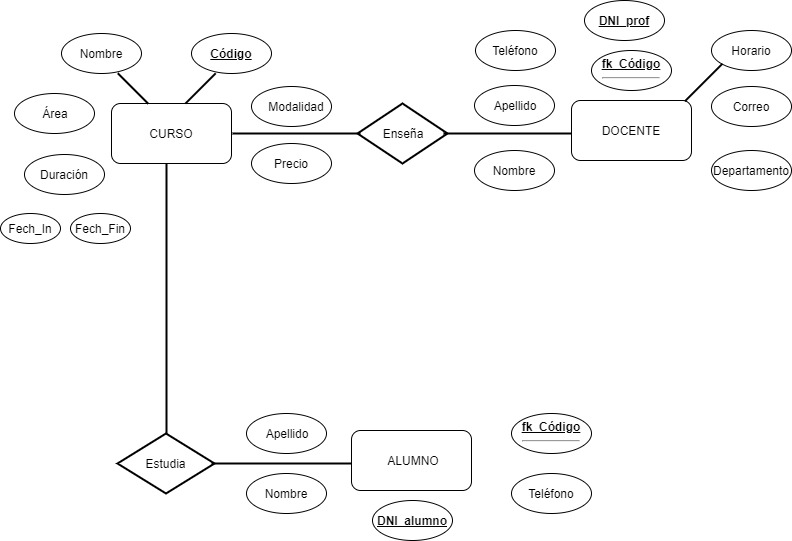 DNI_prof
Nombre
Código
Teléfono
fk_Código
Horario
Área
Modalidad
Apellido
Correo
CURSO
Enseña
DOCENTE
Duración
Precio
Nombre
Departamento
Fech_In
Fech_Fin
Apellido
fk_Código
Estudia
ALUMNO
Nombre
Teléfono
DNI_alumno